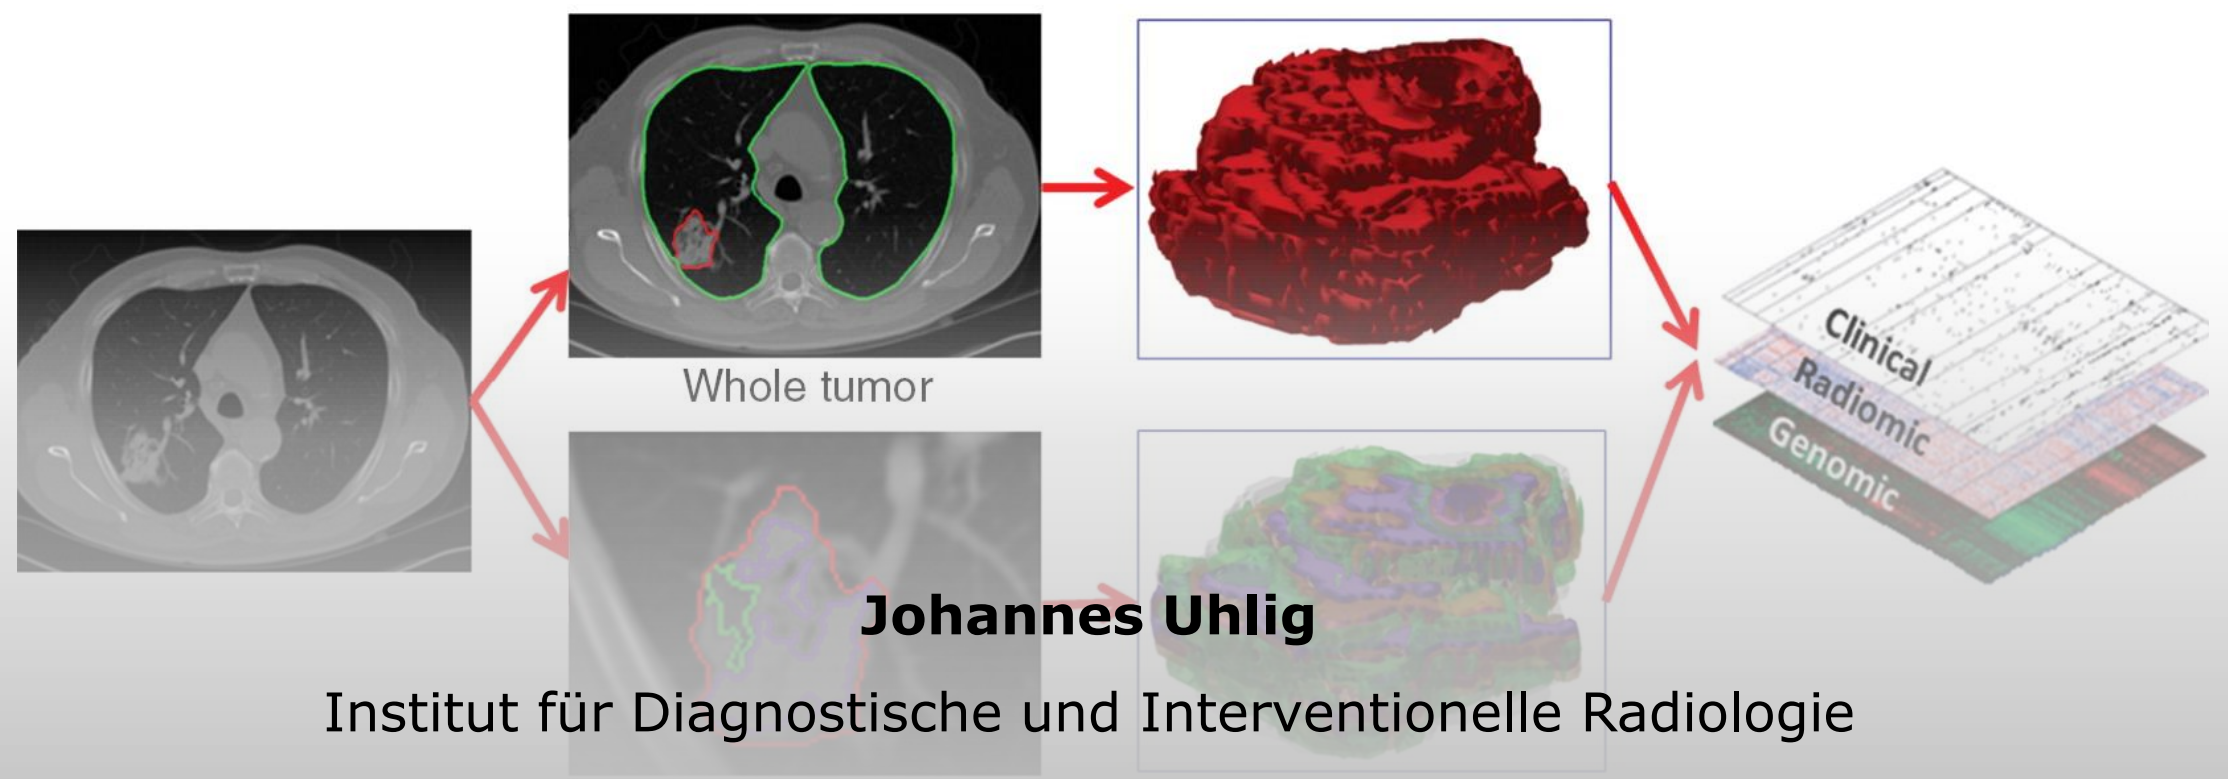 Whole tumor
Clinical
Radiomic
Genomic
Johannes Uhlig
Institut für Diagnostische und Interventionelle Radiologie